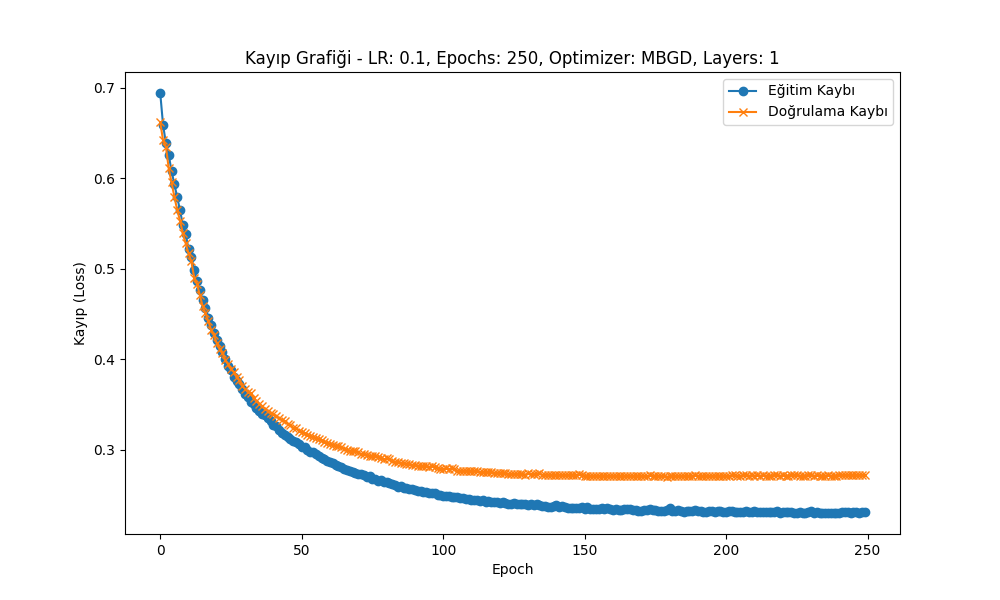 Kayıp Grafiği - LR: 0.1, Epochs: 250, Optimizer: MBGD, Layers: 1
Eğitim Kaybı
Doğrulama Kaybı
0.7
0.6
0.5
0.4
0.3
Kayıp (Loss)
0
50
100
150
200
250
Epoch